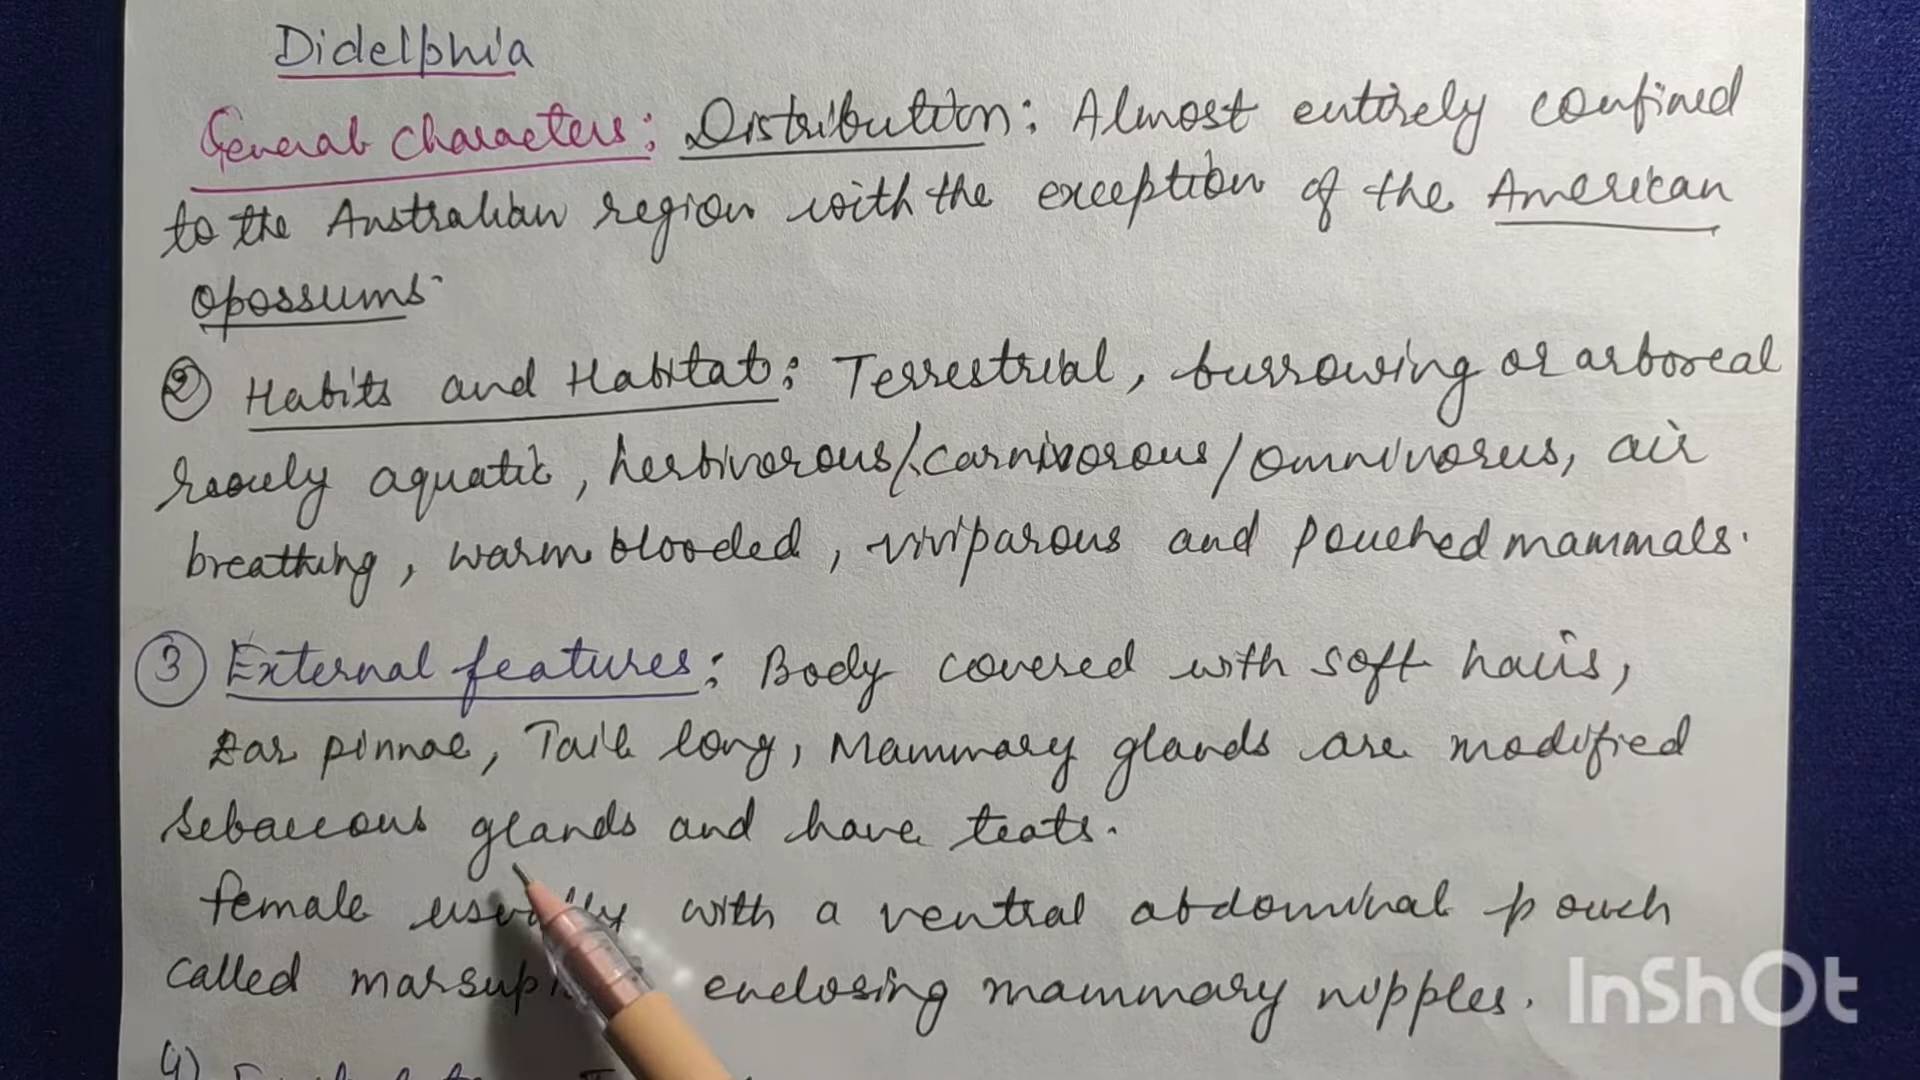 Didelphia
General characters: Distribution: Almost entirely confined
to the Australian region with the exception of the American
opossums.
② Habits and Habitat: Terrestrial, burrowing or arboreal
rarely aquatic, herbivorous/carnivorous/omnivorus, air
breathing, warm blooded, viviparous and pouched mammals.
③ External features: Body covered with soft hairs,
Ear pinnae, Tail long, Mammary glands are modified
sebaceous glands and have teats.
female usually with a ventral abdominal pouch
called enclosing mammary nipples.
4)
InShOt